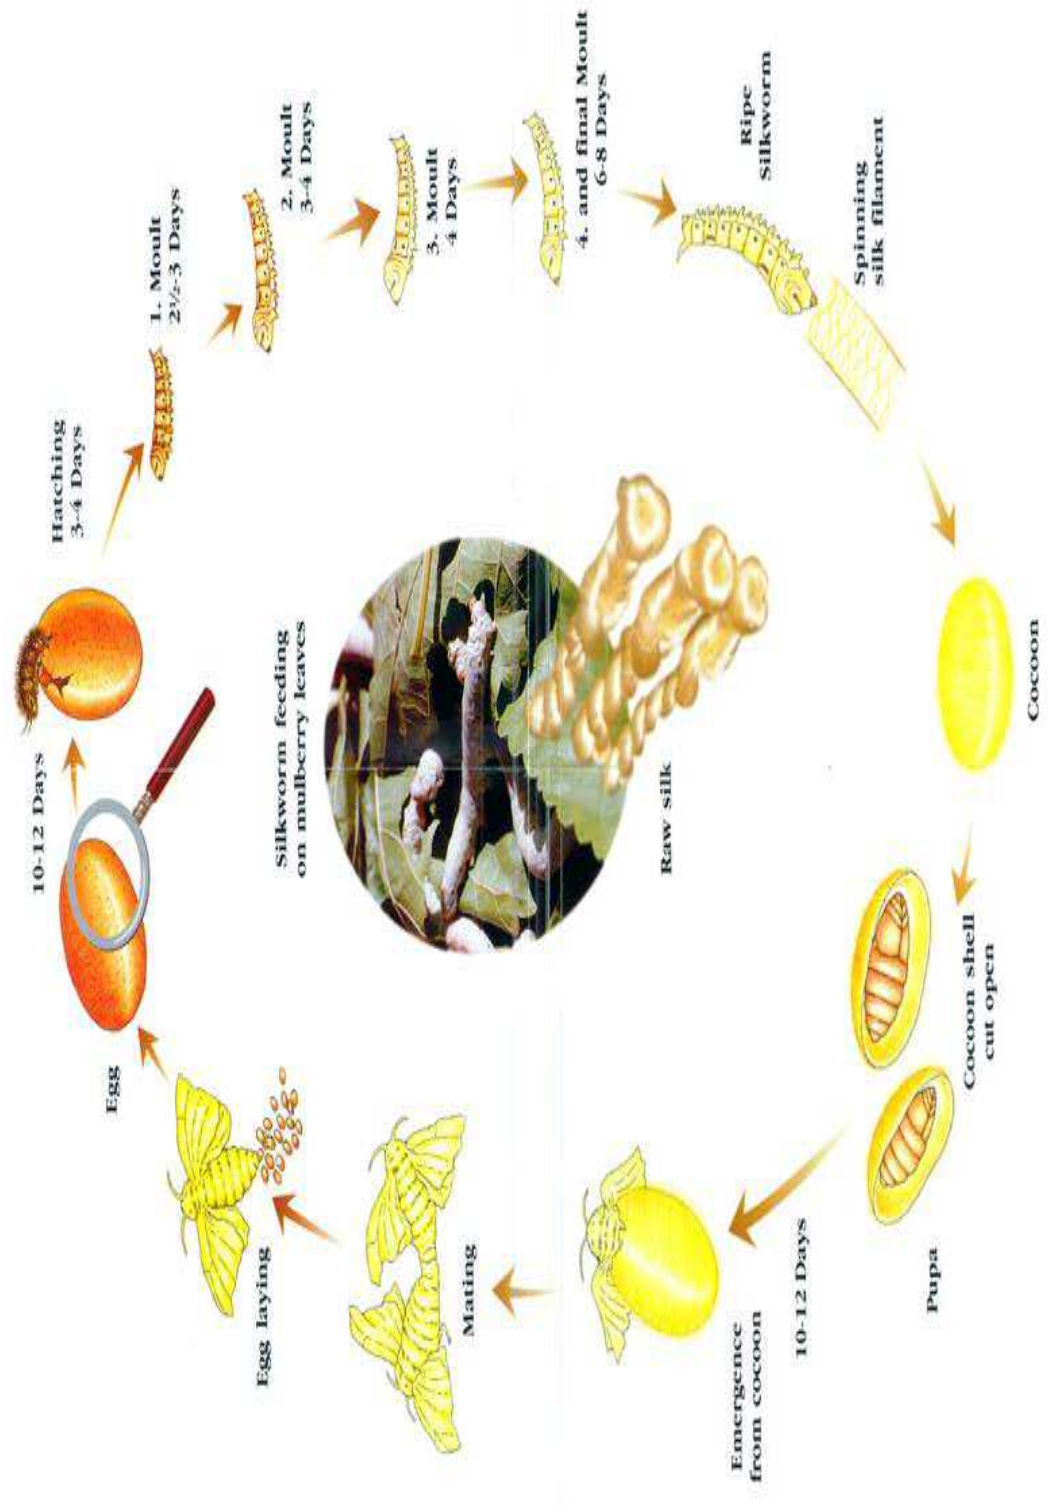 Egg
10-12 Days
Hatching
3-4 Days
1. Moult
2½-3 Days
2. Moult
3-4 Days
3. Moult
4 Days
4. and final Moult
6-8 Days
Ripe
Silkworm
Spinning
silk filament
Cocoon
Cocoon shell
cut open
Pupa
10-12 Days
Emergence
from cocoon
Mating
Egg laying
Silkworm feeding
on mulberry leaves
Raw silk